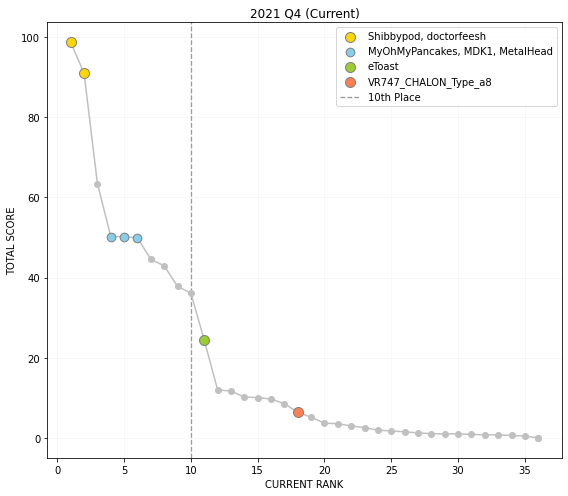 2021 Q4 (Current)
Shibbypod, doctorfeesh
MyOhMyPancakes, MDK1, MetalHead
eToast
VR747_CHALON_Type_a8
10th Place
100
80
60
40
20
0
TOTAL SCORE
0 5 10 15 20 25 30 35
CURRENT RANK